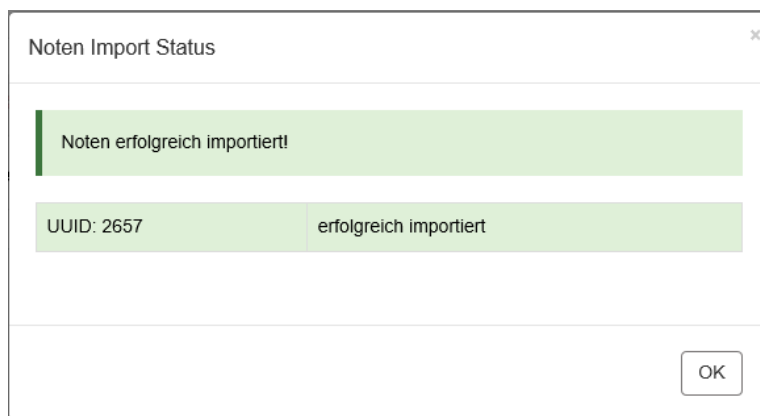 Noten Import Status
×
Noten erfolgreich importiert!
UUID: 2657 erfolgreich importiert
OK